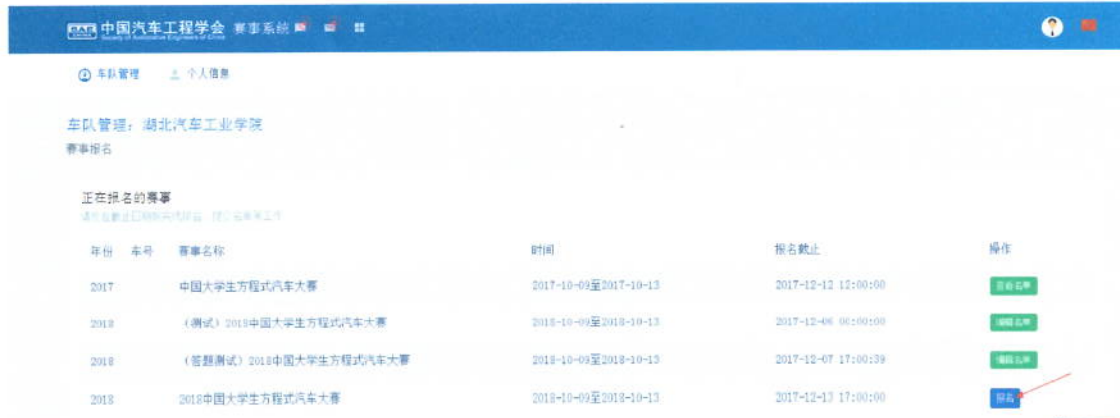 SAE 中国汽车工程学会 赛事系统
Society of Automotive Engineers of China
车队管理 个人信息
车队管理：湖北汽车工业学院
赛事报名
正在报名的赛事
年份 车号 赛事名称 时间 报名截止 操作
2017 中国大学生方程式汽车大赛 2017-10-09至2017-10-13 2017-12-12 12:00:00 查看名单
2018 （测试）2018中国大学生方程式汽车大赛 2018-10-09至2018-10-13 2017-12-06 00:00:00 编辑名单
2018 （答题测试）2018中国大学生方程式汽车大赛 2018-10-09至2018-10-13 2017-12-07 17:00:39 编辑名单
2018 2018中国大学生方程式汽车大赛 2018-10-09至2018-10-13 2017-12-13 17:00:00 报名